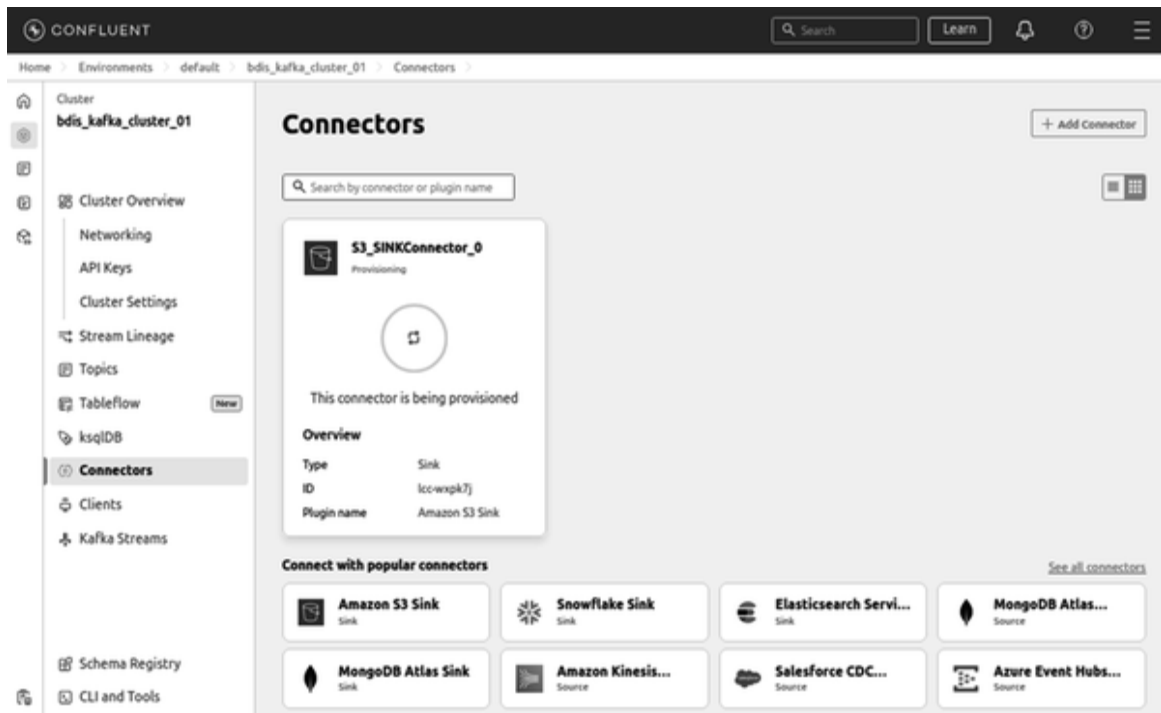 CONFLUENT
Search
Learn
Home > Environments > default > bdis_kafka_cluster_01 > Connectors >
Cluster
bdis_kafka_cluster_01
Cluster Overview
Networking
API Keys
Cluster Settings
Stream Lineage
Topics
Tableflow New
ksqlDB
Connectors
Clients
Kafka Streams
Schema Registry
CLI and Tools
Connectors
+ Add Connector
Search by connector or plugin name
S3_SINKConnector_0
Provisioning
This connector is being provisioned
Overview
Type Sink
ID lcc-wxpk7j
Plugin name Amazon S3 Sink
Connect with popular connectors
See all connectors
Amazon S3 Sink
Sink
Snowflake Sink
Sink
Elasticsearch Servi...
Sink
MongoDB Atlas...
Source
MongoDB Atlas Sink
Sink
Amazon Kinesis...
Source
Salesforce CDC...
Source
Azure Event Hubs...
Source